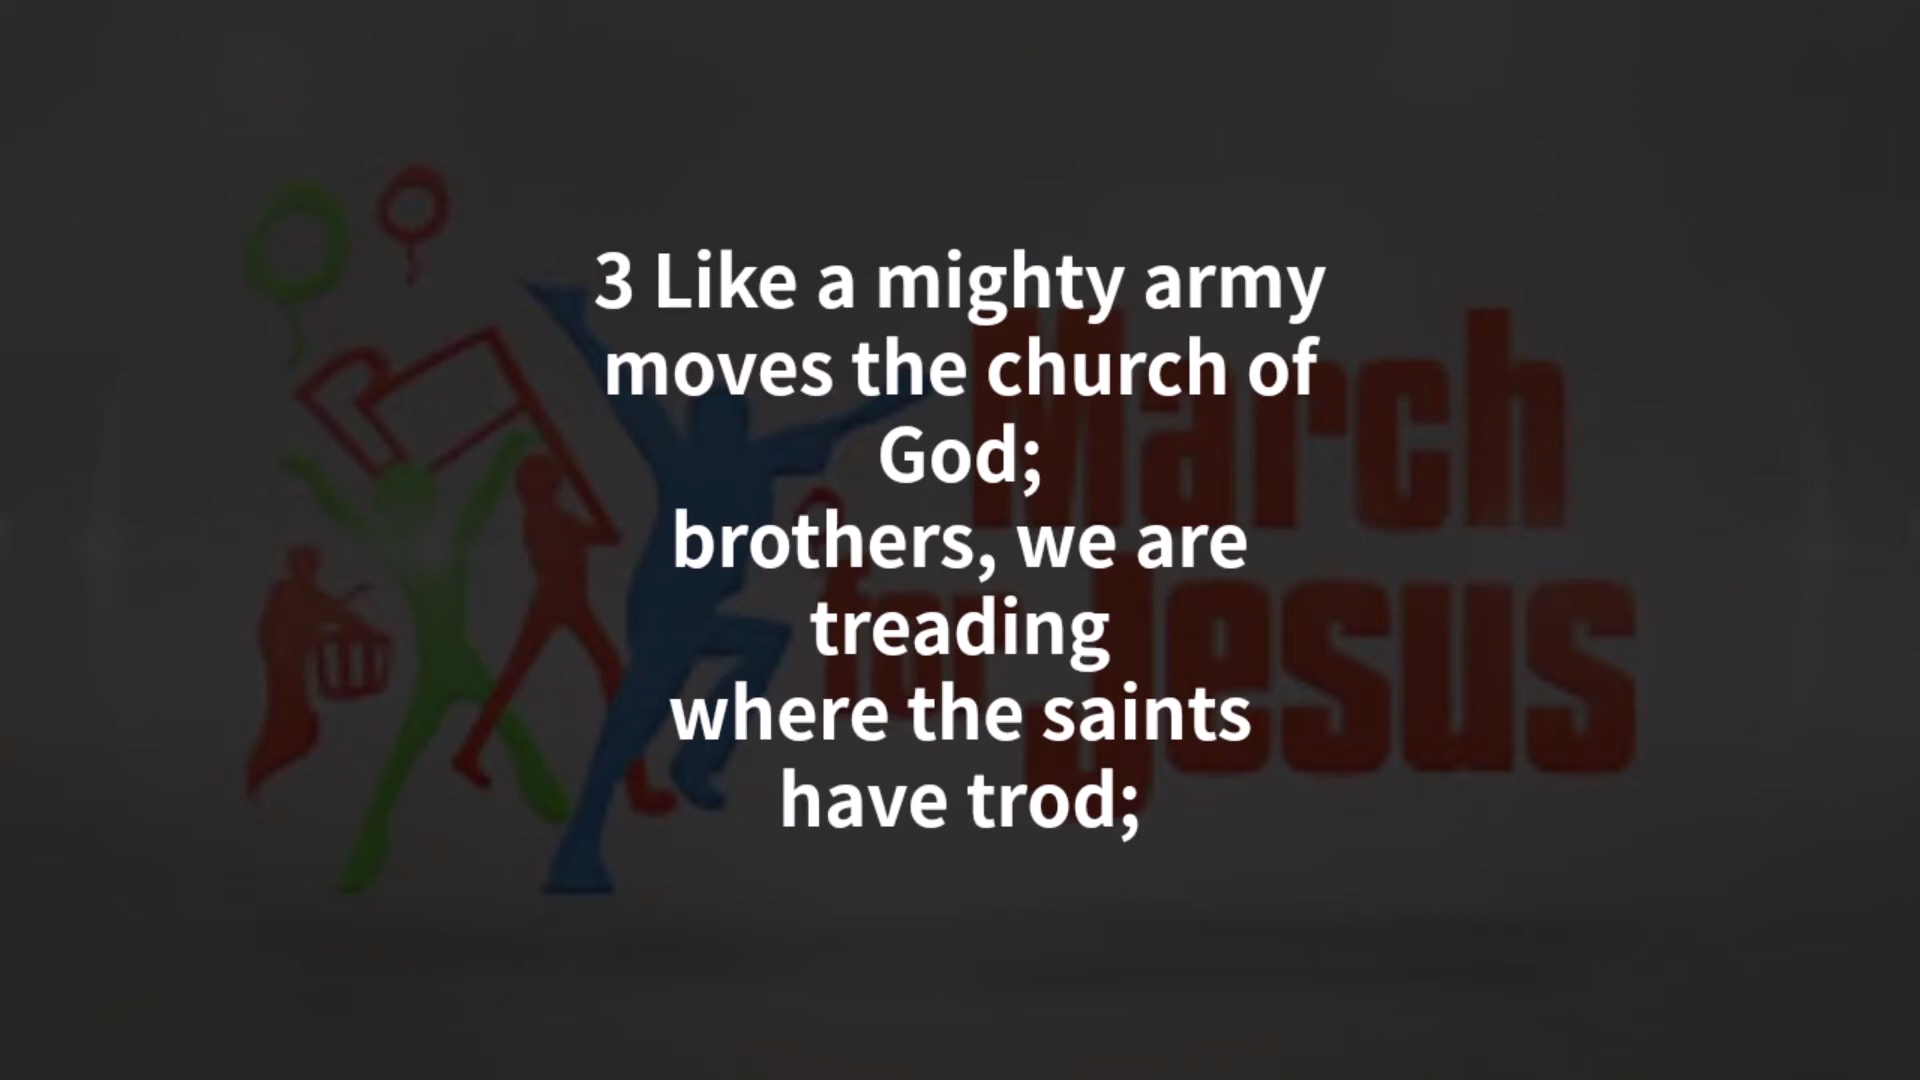 3 Like a mighty army
moves the church of
God;
brothers, we are
treading
where the saints
have trod;
March
for Jesus